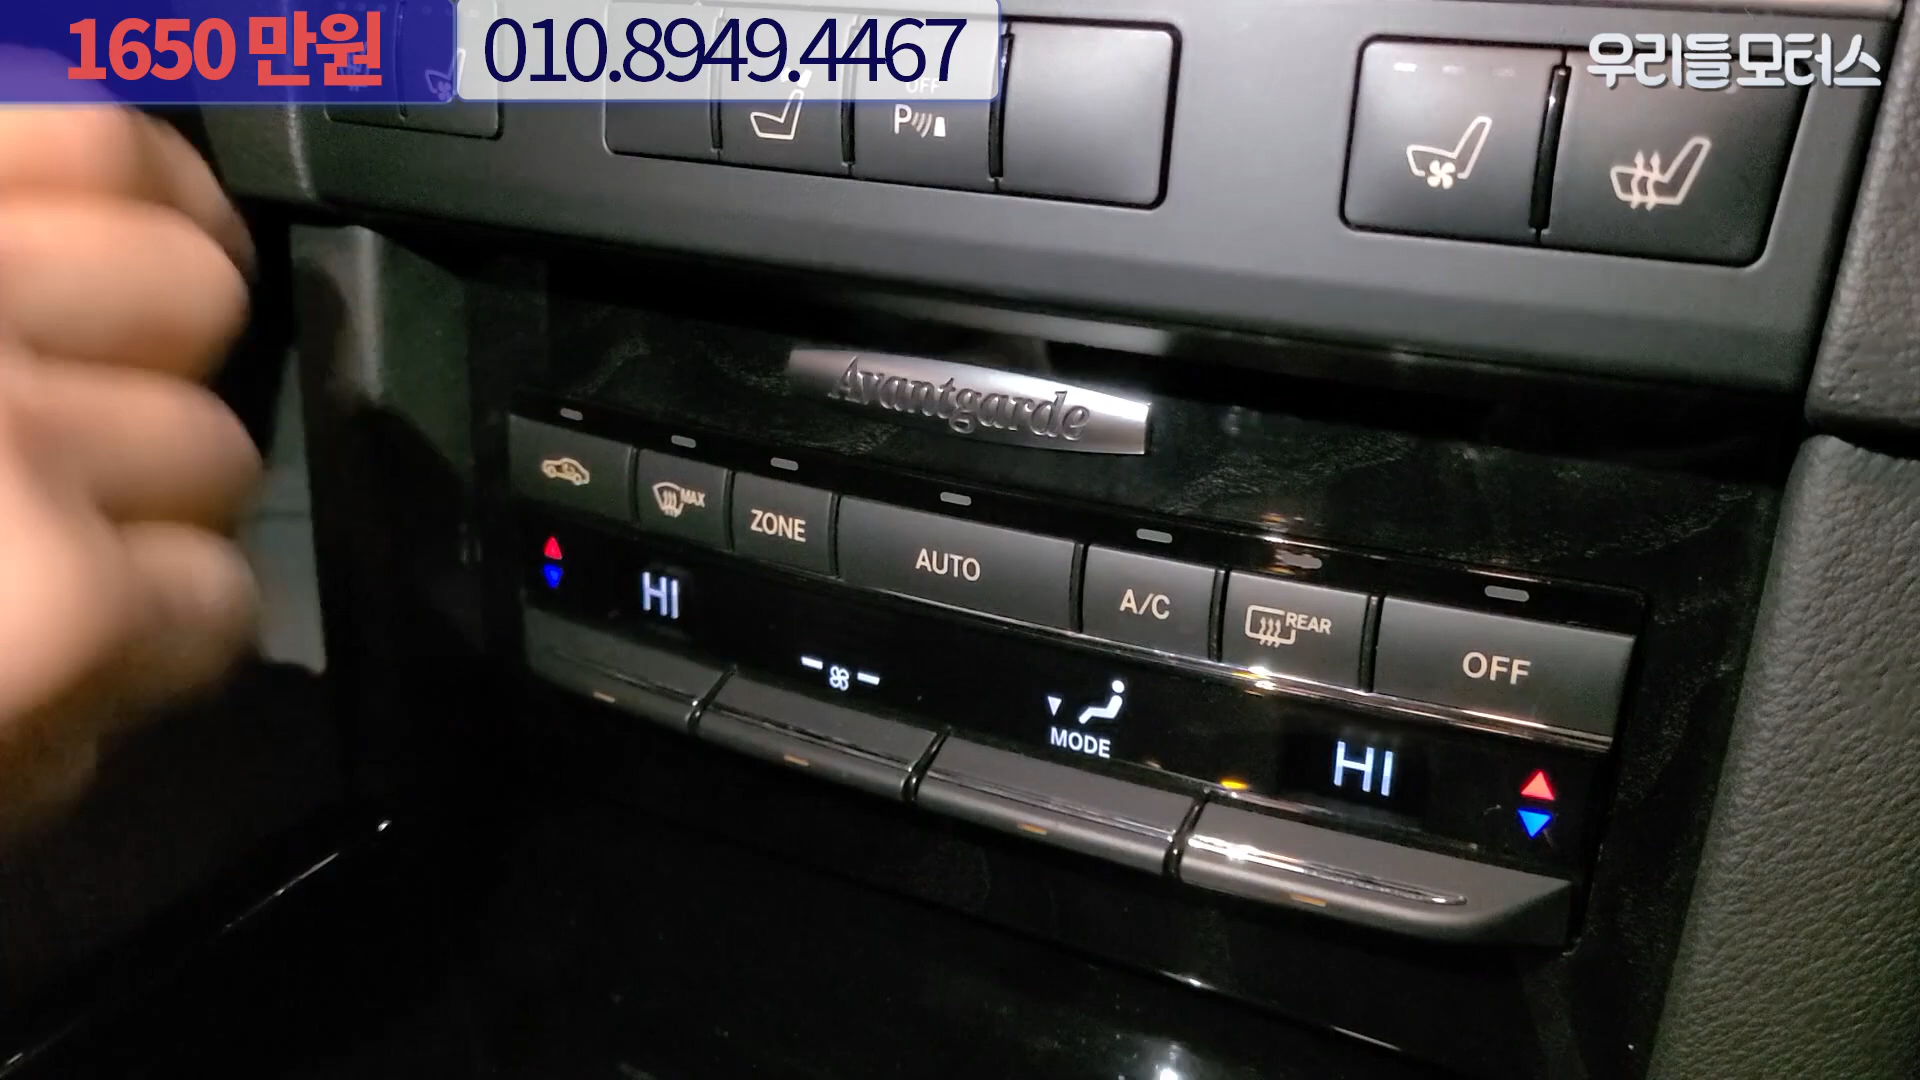 1650만원
010.8949.4467
우리들모터스
OFF
P
Avantgarde
MAX
ZONE
AUTO
A/C
REAR
OFF
HI
MODE
HI